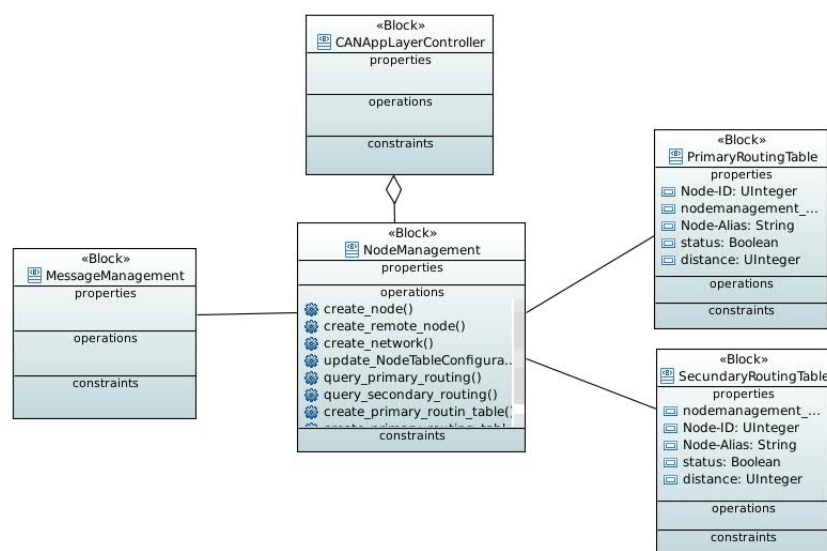 «Block»
CANAppLayerController
properties
operations
constraints
«Block»
PrimaryRoutingTable
properties
Node-ID: UInteger
nodemanagement_...
Node-Alias: String
status: Boolean
distance: UInteger
operations
constraints
«Block»
NodeManagement
properties
operations
create_node()
create_remote_node()
create_network()
update_NodeTableConfigura...
query_primary_routing()
query_secondary_routing()
create_primary_routin_table()
constraints
«Block»
MessageManagement
properties
operations
constraints
«Block»
SecundaryRoutingTable
properties
nodemanagement_...
Node-ID: UInteger
Node-Alias: String
status: Boolean
distance: UInteger
operations
constraints